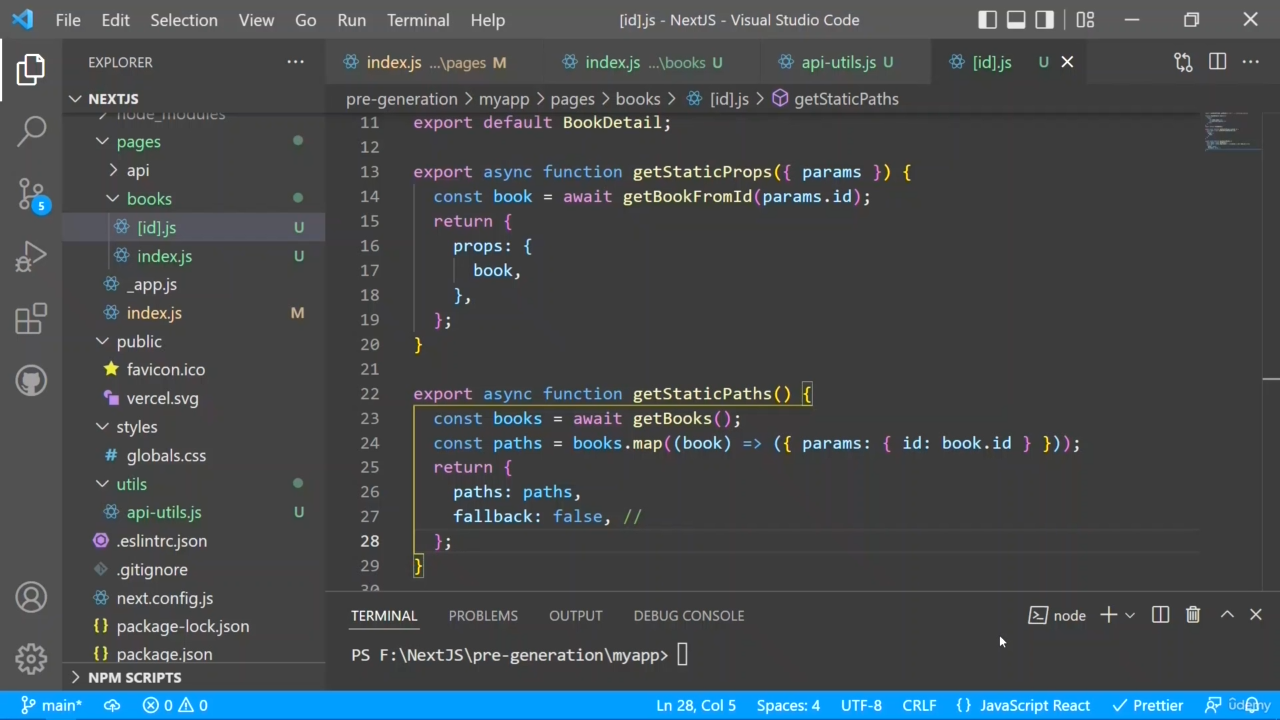 File Edit Selection View Go Run Terminal Help [id].js - NextJS - Visual Studio Code
EXPLORER
index.js ...\pages M index.js ...\books U api-utils.js U [id].js U
NEXTJS
pre-generation > myapp > pages > books > [id].js > getStaticPaths
node_modules
pages
api
books
[id].js U
index.js U
_app.js
index.js M
public
favicon.ico
vercel.svg
styles
globals.css
utils
api-utils.js U
.eslintrc.json
.gitignore
next.config.js
package-lock.json
package.json
NPM SCRIPTS
5
11 export default BookDetail;
12
13 export async function getStaticProps({ params }) {
14 const book = await getBookFromId(params.id);
15 return {
16 props: {
17 book,
18 },
19 };
20 }
21
22 export async function getStaticPaths() {
23 const books = await getBooks();
24 const paths = books.map((book) => ({ params: { id: book.id } }));
25 return {
26 paths: paths,
27 fallback: false, //
28 };
29 }
30
TERMINAL PROBLEMS OUTPUT DEBUG CONSOLE node
PS F:\NextJS\pre-generation\myapp>
main* 0 0 Ln 28, Col 5 Spaces: 4 UTF-8 CRLF {} JavaScript React Prettier
udemy